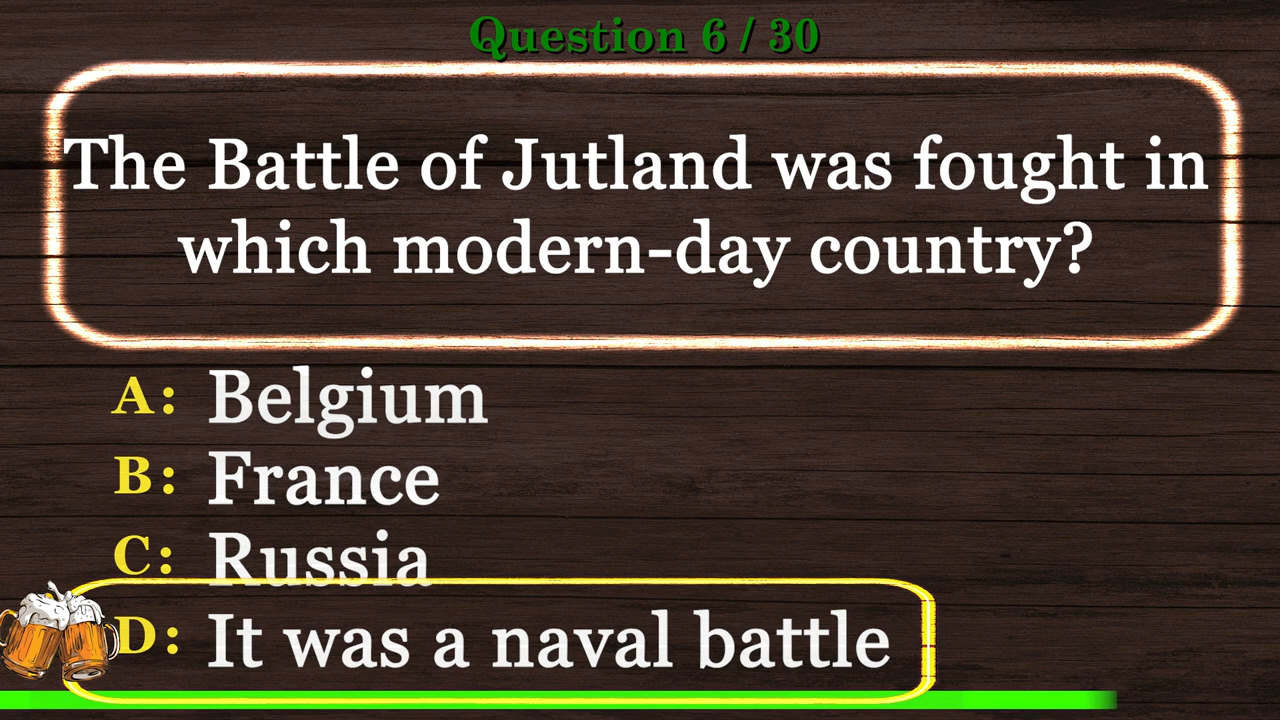 Question 6 / 30
The Battle of Jutland was fought in
which modern-day country?
A: Belgium
B: France
C: Russia
D: It was a naval battle